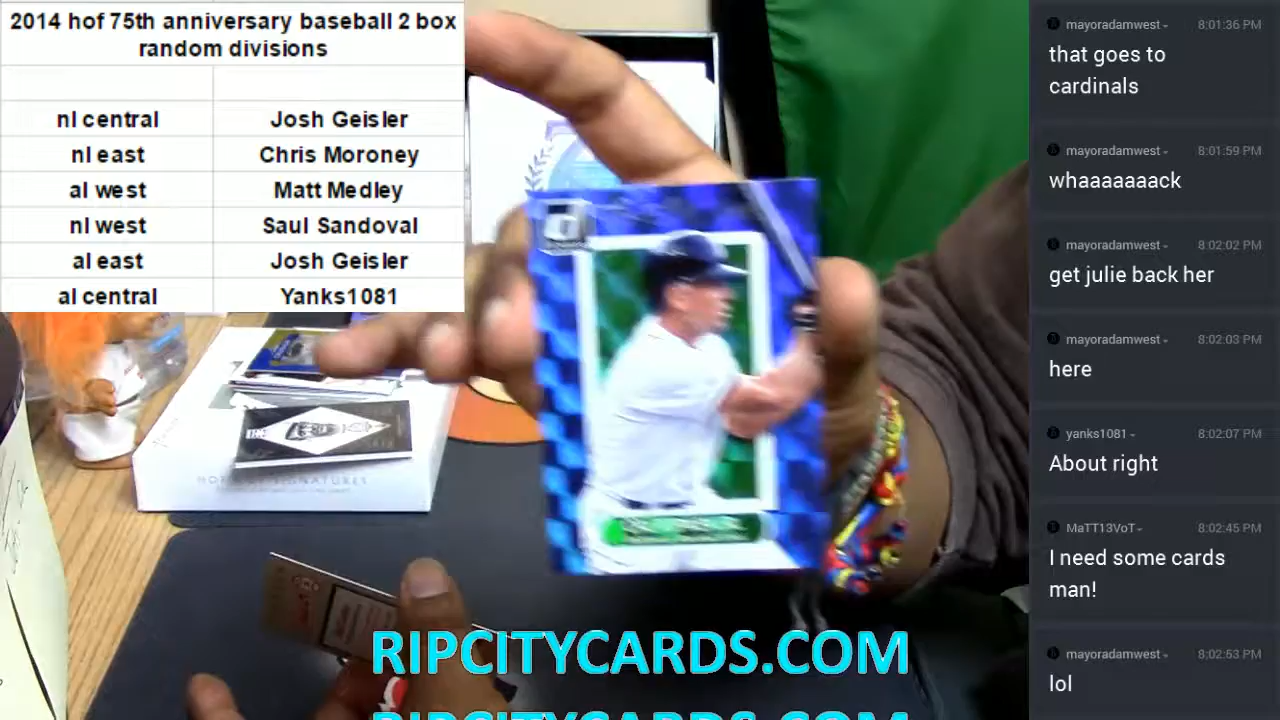 2014 hof 75th anniversary baseball 2 box
random divisions
nl central Josh Geisler
nl east Chris Moroney
al west Matt Medley
nl west Saul Sandoval
al east Josh Geisler
al central Yanks1081
RIPCITYCARDS.COM
RIPCITYCARDS.COM
mayoradamwest 8:01:36 PM
that goes to
cardinals
mayoradamwest 8:01:59 PM
whaaaaaaack
mayoradamwest 8:02:02 PM
get julie back her
mayoradamwest 8:02:03 PM
here
yanks1081 8:02:07 PM
About right
MaTT13VoT 8:02:45 PM
I need some cards
man!
mayoradamwest 8:02:53 PM
lol